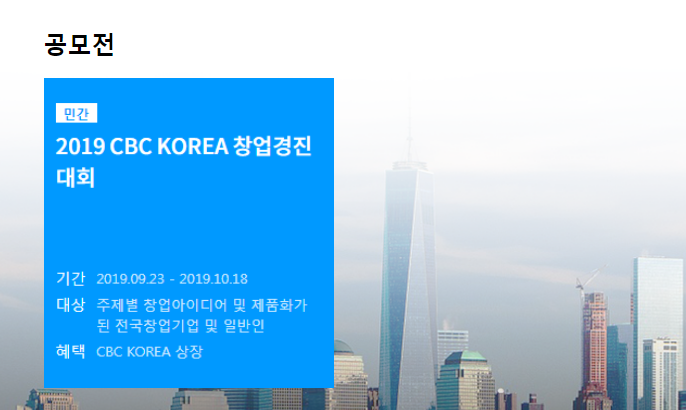 공모전
민간
2019 CBC KOREA 창업경진
대회
기간 2019.09.23 - 2019.10.18
대상 주제별 창업아이디어 및 제품화가
된 전국창업기업 및 일반인
혜택 CBC KOREA 상장